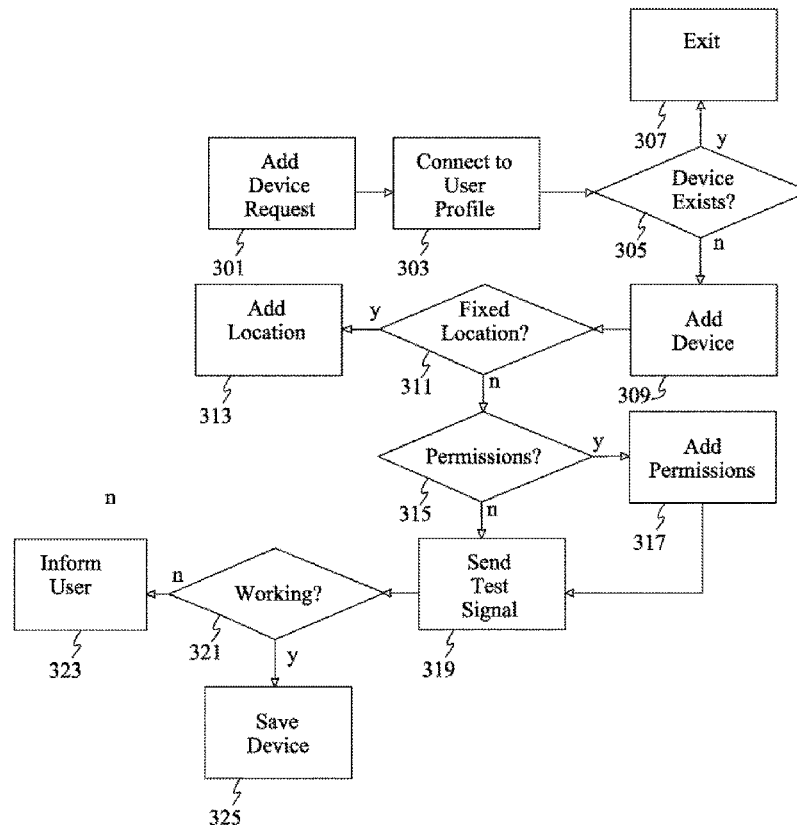 Exit
307
y
Add
Device
Request
301
Connect to
User
Profile
303
Device
Exists?
305
n
Add
Location
313
y
Fixed
Location?
311
n
Add
Device
309
Permissions?
315
y
n
Add
Permissions
317
n
Inform
User
323
n
Working?
321
y
Send
Test
Signal
319
Save
Device
325